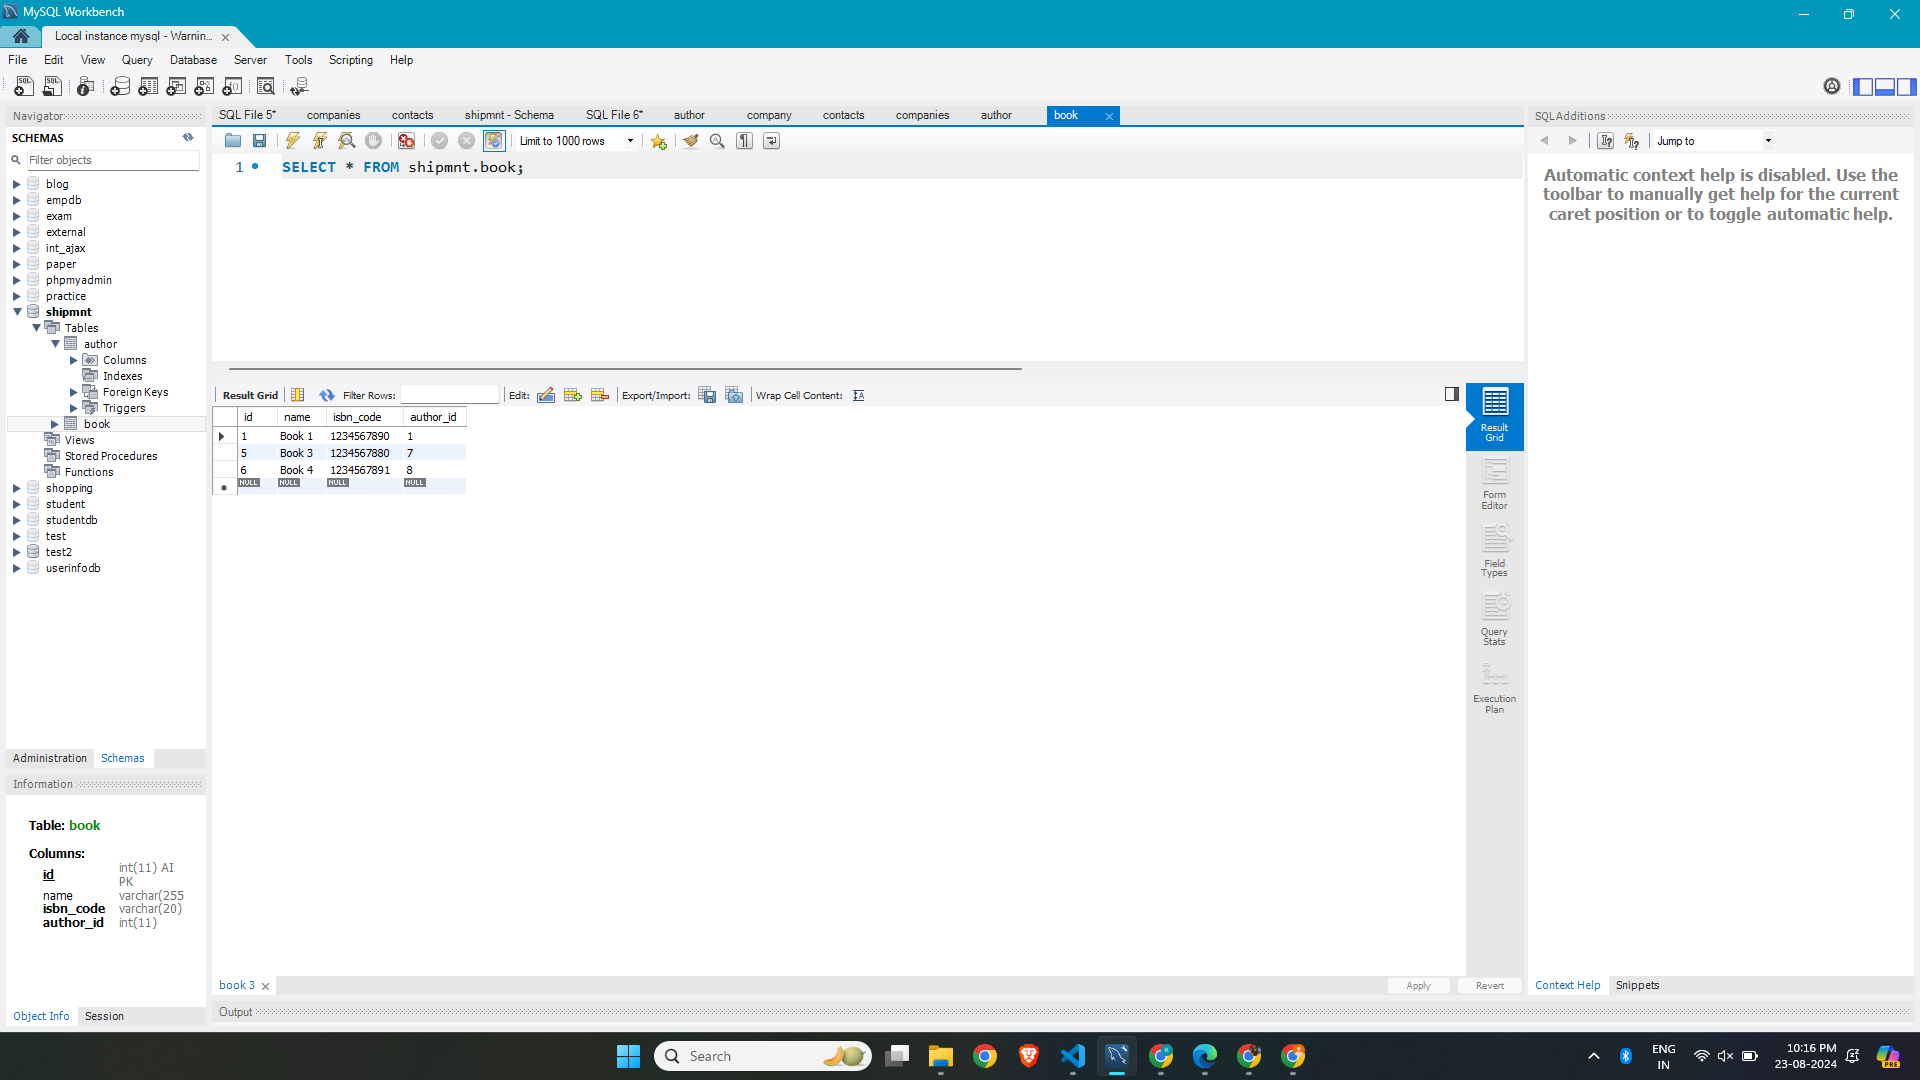 MySQL Workbench
Local instance mysql - Warnin...
File Edit View Query Database Server Tools Scripting Help
Navigator
SCHEMAS
Filter objects
blog
empdb
exam
external
int_ajax
paper
phpmyadmin
practice
shipmnt
Tables
author
Columns
Indexes
Foreign Keys
Triggers
book
Views
Stored Procedures
Functions
shopping
student
studentdb
test
test2
userinfodb
Administration Schemas
Information
Table: book
Columns:
id int(11) AI
PK
name varchar(255
isbn_code varchar(20)
author_id int(11)
Object Info Session
SQL File 5* companies contacts shipmnt - Schema SQL File 6* author company contacts companies author book
Limit to 1000 rows
1 SELECT * FROM shipmnt.book;
Result Grid Filter Rows: Edit: Export/Import: Wrap Cell Content:
id name isbn_code author_id
1 Book 1 1234567890 1
5 Book 3 1234567880 7
6 Book 4 1234567891 8
NULL NULL NULL NULL
Result
Grid
Form
Editor
Field
Types
Query
Stats
Execution
Plan
book 3 Apply Revert
Output
SQLAdditions
Jump to
Automatic context help is disabled. Use the
toolbar to manually get help for the current
caret position or to toggle automatic help.
Context Help Snippets
Search
ENG
IN
10:16 PM
23-08-2024
PRE